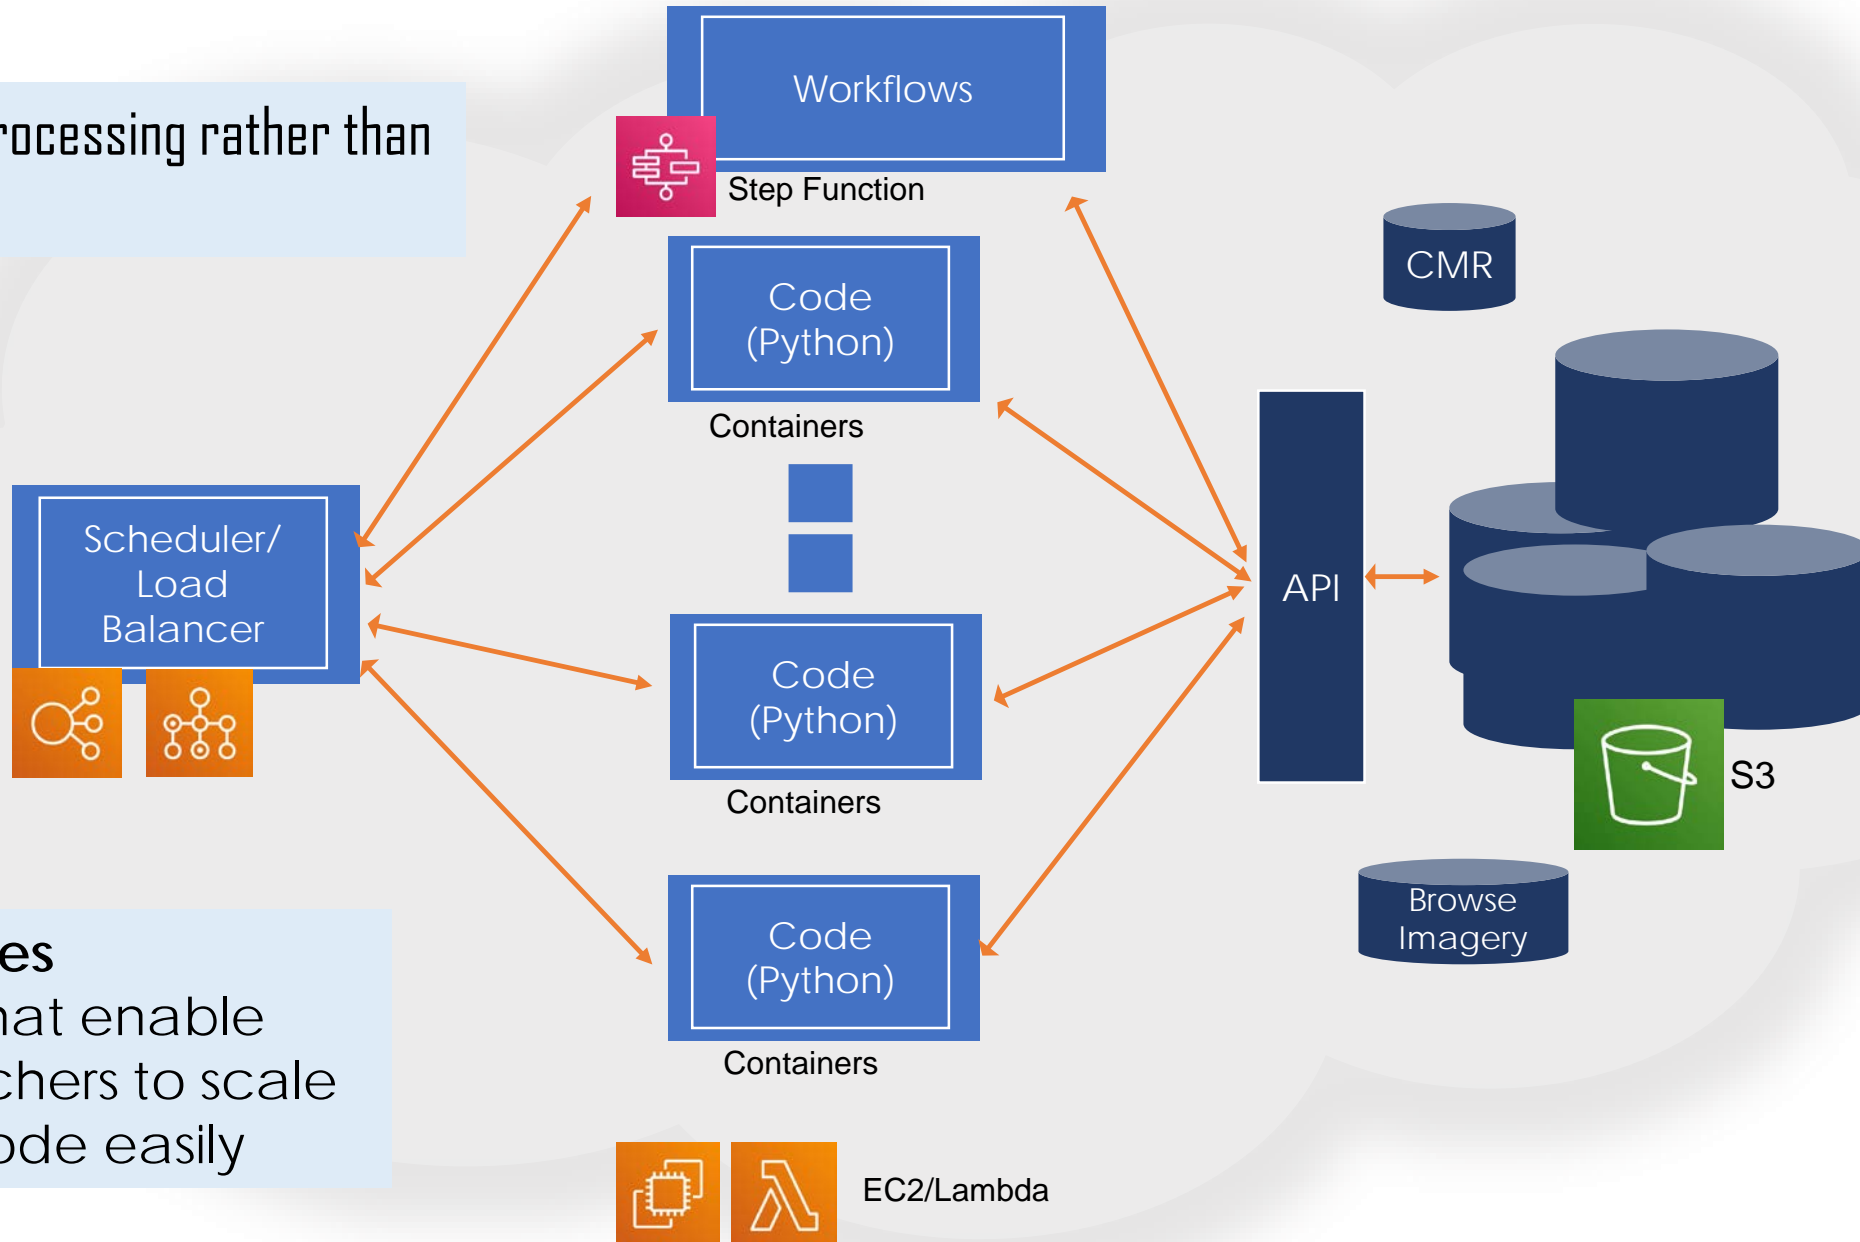 rocessing rather than
Workflows
Step Function
Code
(Python)
Containers
CMR
Scheduler/
Load
Balancer
API
Code
(Python)
Containers
S3
Browse
Imagery
Code
(Python)
Containers
es
hat enable
chers to scale
ode easily
EC2/Lambda